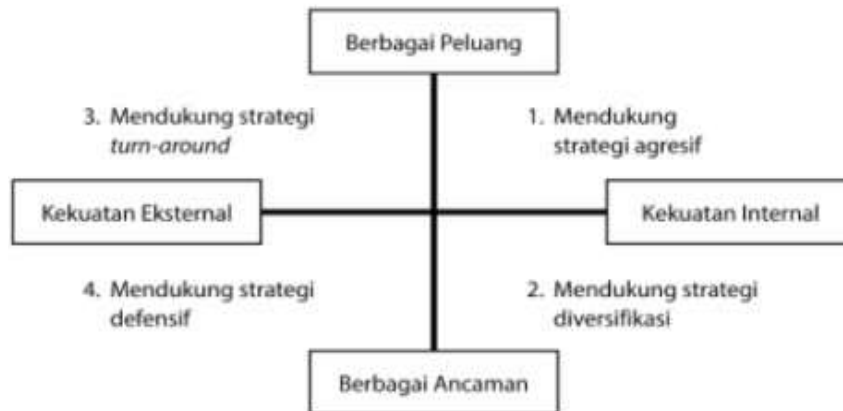 Berbagai Peluang
3. Mendukung strategi
turn-around
1. Mendukung
strategi agresif
Kekuatan Eksternal
Kekuatan Internal
4. Mendukung strategi
defensif
2. Mendukung strategi
diversifikasi
Berbagai Ancaman